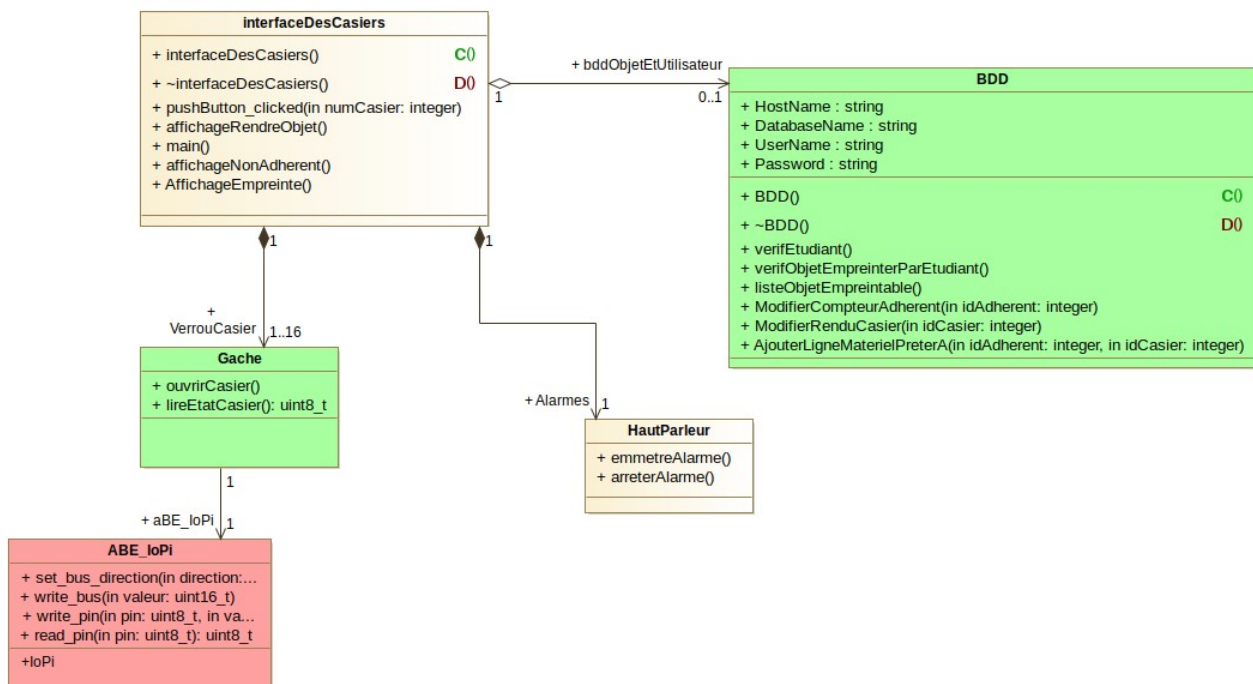 interfaceDesCasiers
+ interfaceDesCasiers() C()
+ ~interfaceDesCasiers() D()
+ pushButton_clicked(in numCasier: integer)
+ affichageRendreObjet()
+ main()
+ affichageNonAdherent()
+ AffichageEmpreinte()
+ bddObjetEtUtilisateur
1
0..1
BDD
+ HostName : string
+ DatabaseName : string
+ UserName : string
+ Password : string
+ BDD() C()
+ ~BDD() D()
+ verifEtudiant()
+ verifObjetEmpreinterParEtudiant()
+ listeObjetEmpreintable()
+ ModifierCompteurAdherent(in idAdherent: integer)
+ ModifierRenduCasier(in idCasier: integer)
+ AjouterLigneMaterielPreterA(in idAdherent: integer, in idCasier: integer)
1
1
+
VerrouCasier
1..16
Gache
+ ouvrirCasier()
+ lireEtatCasier(): uint8_t
+ Alarmes
1
HautParleur
+ emmetreAlarme()
+ arreterAlarme()
1
+ aBE_IoPi
1
ABE_IoPi
+ set_bus_direction(in direction:...
+ write_bus(in valeur: uint16_t)
+ write_pin(in pin: uint8_t, in va...
+ read_pin(in pin: uint8_t): uint8_t
+IoPi